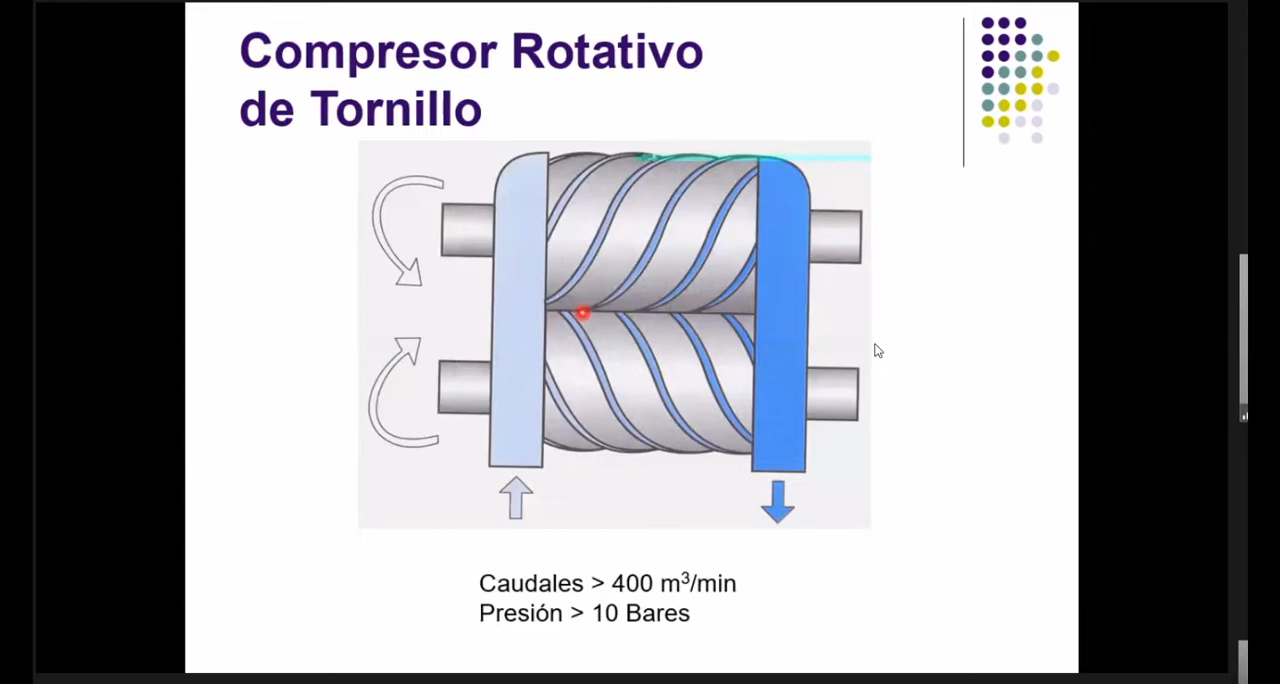 Compresor Rotativo
de Tornillo
Caudales > 400 m³/min
Presión > 10 Bares